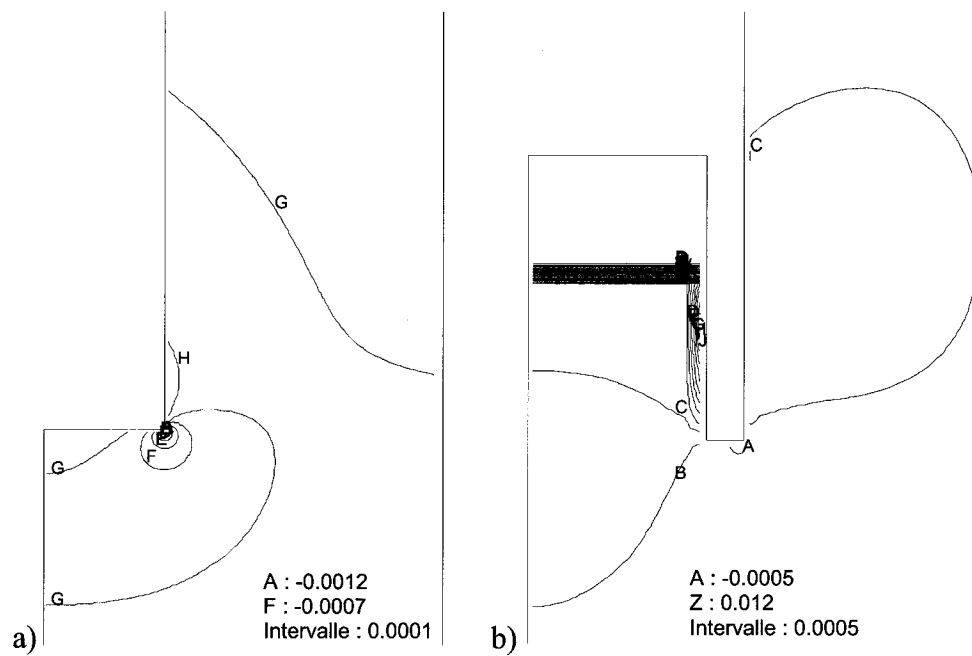 G
H
E
F
G
G
A : -0.0012
F : -0.0007
Intervalle : 0.0001
a)
C
C
B
A
A : -0.0005
Z : 0.012
Intervalle : 0.0005
b)